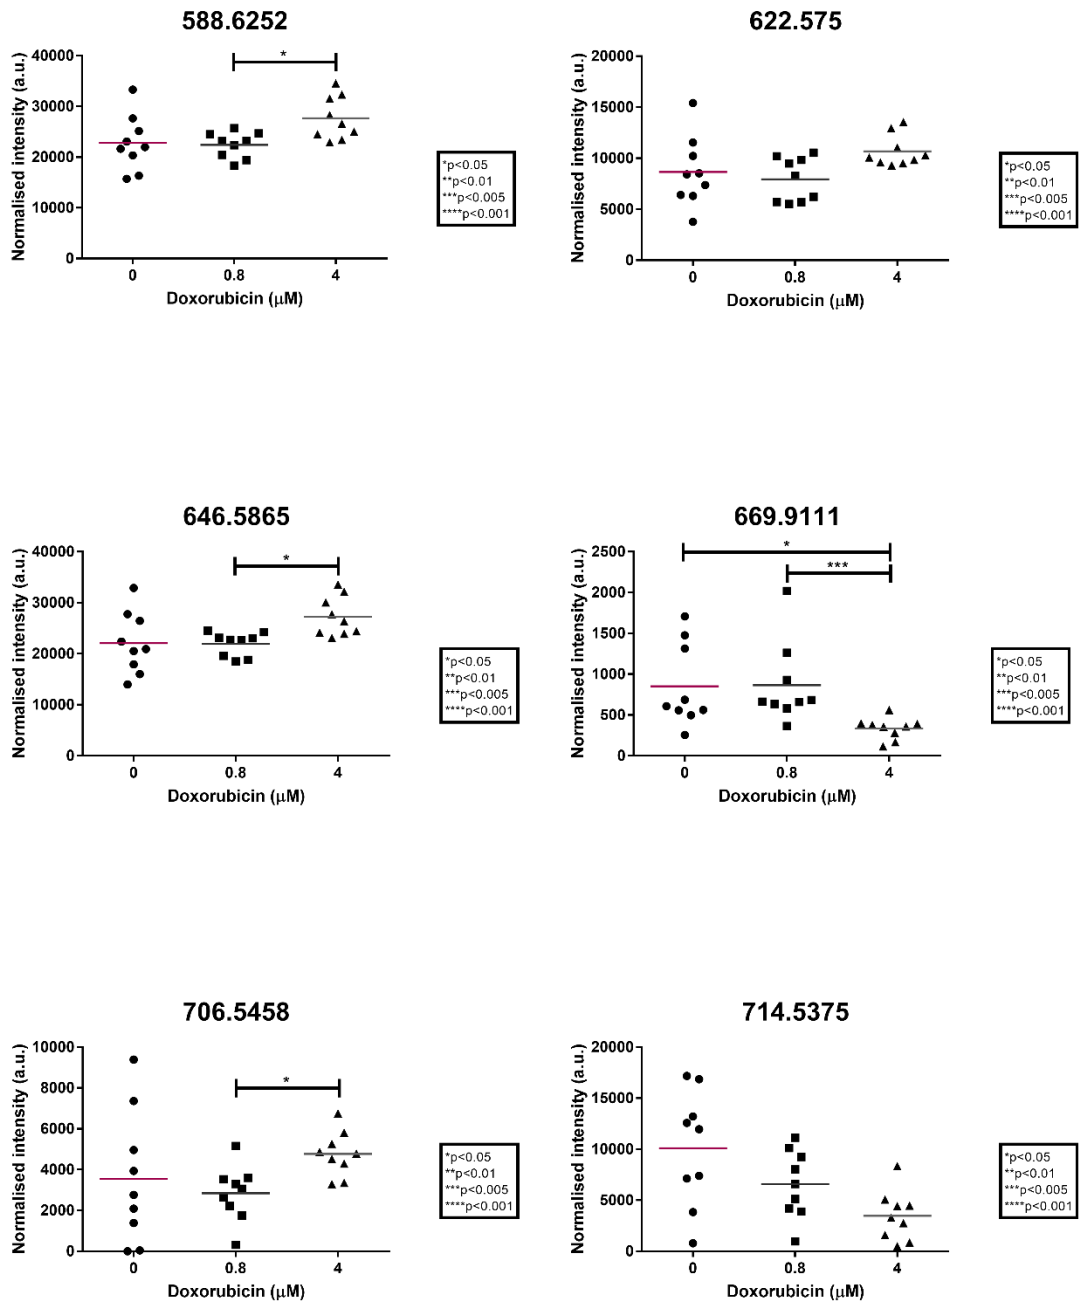 588.6252
Normalised intensity (a.u.)
40000
30000
20000
10000
0
*
0 0.8 4
Doxorubicin (μM)
*p<0.05
**p<0.01
***p<0.005
****p<0.001
622.575
Normalised intensity (a.u.)
20000
15000
10000
5000
0
0 0.8 4
Doxorubicin (μM)
*p<0.05
**p<0.01
***p<0.005
****p<0.001
646.5865
Normalised intensity (a.u.)
40000
30000
20000
10000
0
*
0 0.8 4
Doxorubicin (μM)
*p<0.05
**p<0.01
***p<0.005
****p<0.001
669.9111
Normalised intensity (a.u.)
2500
2000
1500
1000
500
0
*
***
0 0.8 4
Doxorubicin (μM)
*p<0.05
**p<0.01
***p<0.005
****p<0.001
706.5458
Normalised intensity (a.u.)
10000
8000
6000
4000
2000
0
*
0 0.8 4
Doxorubicin (μM)
*p<0.05
**p<0.01
***p<0.005
****p<0.001
714.5375
Normalised intensity (a.u.)
20000
15000
10000
5000
0
0 0.8 4
Doxorubicin (μM)
*p<0.05
**p<0.01
***p<0.005
****p<0.001